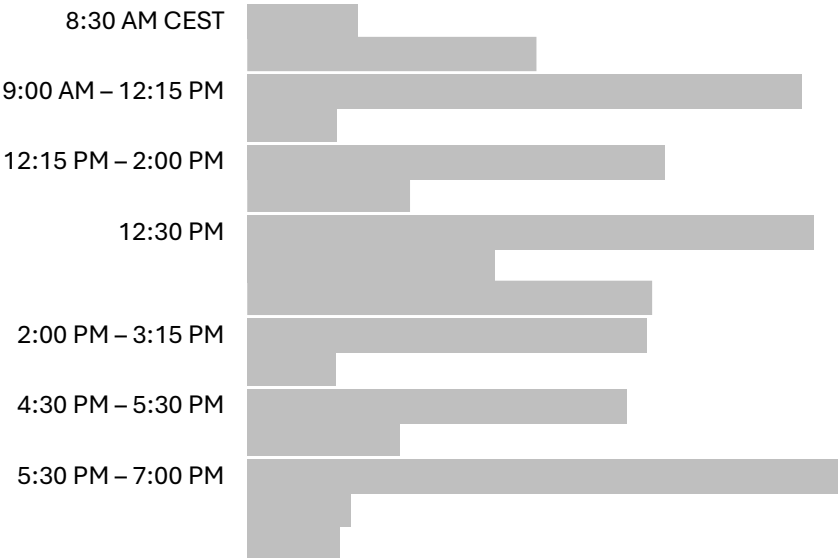 8:30 AM CEST
9:00 AM – 12:15 PM
12:15 PM – 2:00 PM
12:30 PM
2:00 PM – 3:15 PM
4:30 PM – 5:30 PM
5:30 PM – 7:00 PM